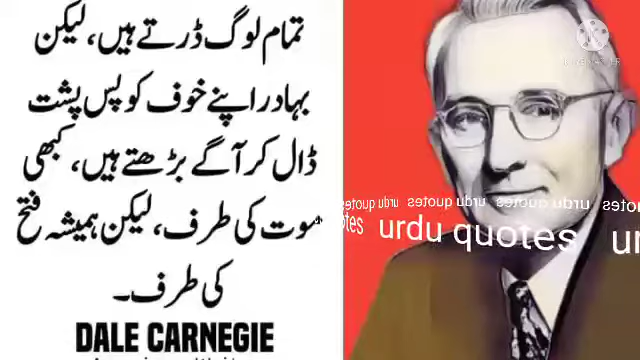 تمام لوگ ڈرتے ہیں، لیکن
بہادر اپنے خوف کو پس پشت
ڈال کر آگے بڑھتے ہیں، کبھی
موت کی طرف، لیکن ہمیشہ فتح
کی طرف۔
DALE CARNEGIE
urdu quotes